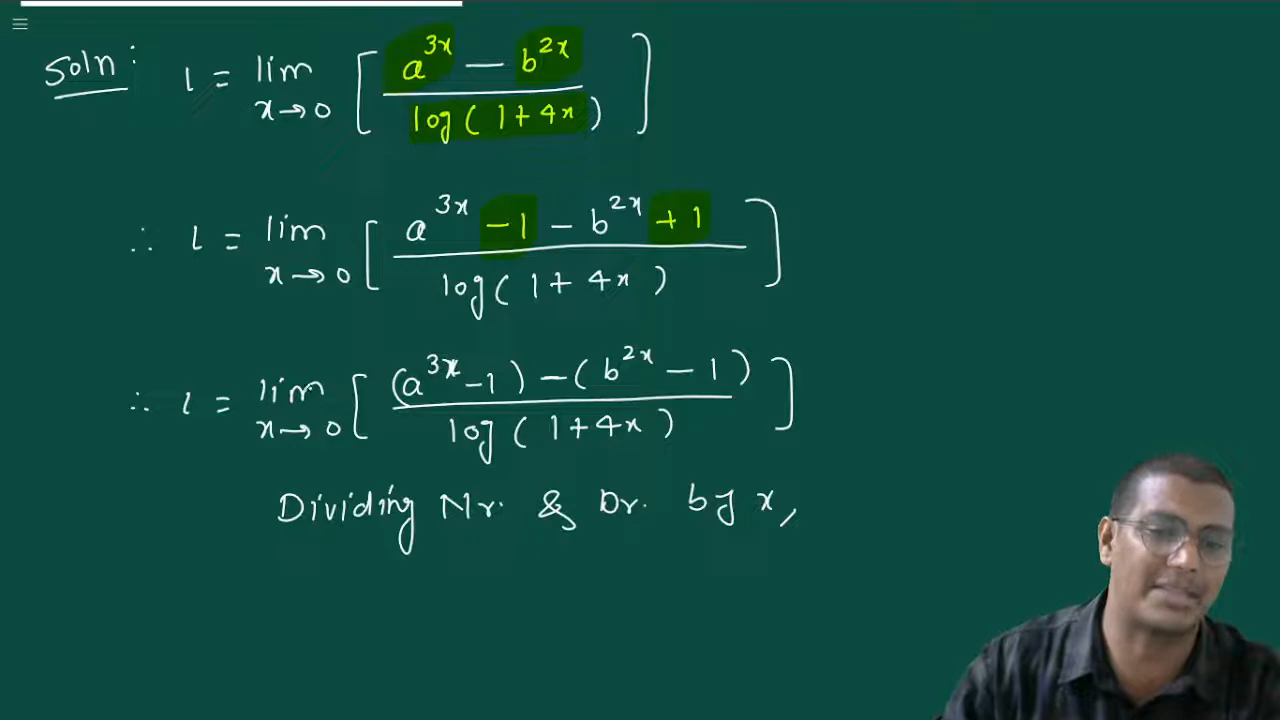 Soln: l = lim x→0 [ (a^{3x} - b^{2x}) / log(1+4x) ]
∴ l = lim x→0 [ (a^{3x} - 1 - b^{2x} + 1) / log(1+4x) ]
∴ l = lim x→0 [ ((a^{3x} - 1) - (b^{2x} - 1)) / log(1+4x) ]
Dividing Nr. & Dr. by x,